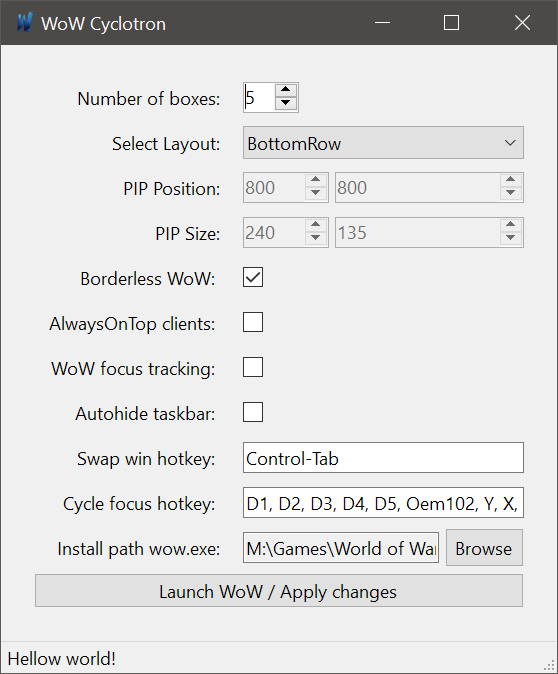 WoW Cyclotron
Number of boxes: 5
Select Layout: BottomRow
PIP Position: 800 800
PIP Size: 240 135
Borderless WoW:
AlwaysOnTop clients:
WoW focus tracking:
Autohide taskbar:
Swap win hotkey: Control-Tab
Cycle focus hotkey: D1, D2, D3, D4, D5, Oem102, Y, X,
Install path wow.exe: M:\Games\World of War Browse
Launch WoW / Apply changes
Hellow world!